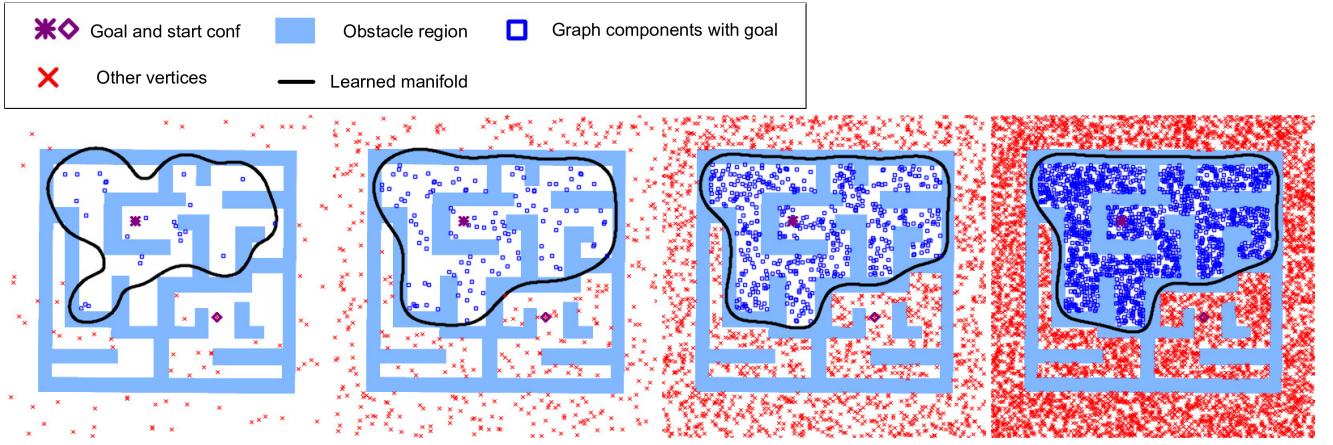 Goal and start conf
Obstacle region
Graph components with goal
Other vertices
Learned manifold